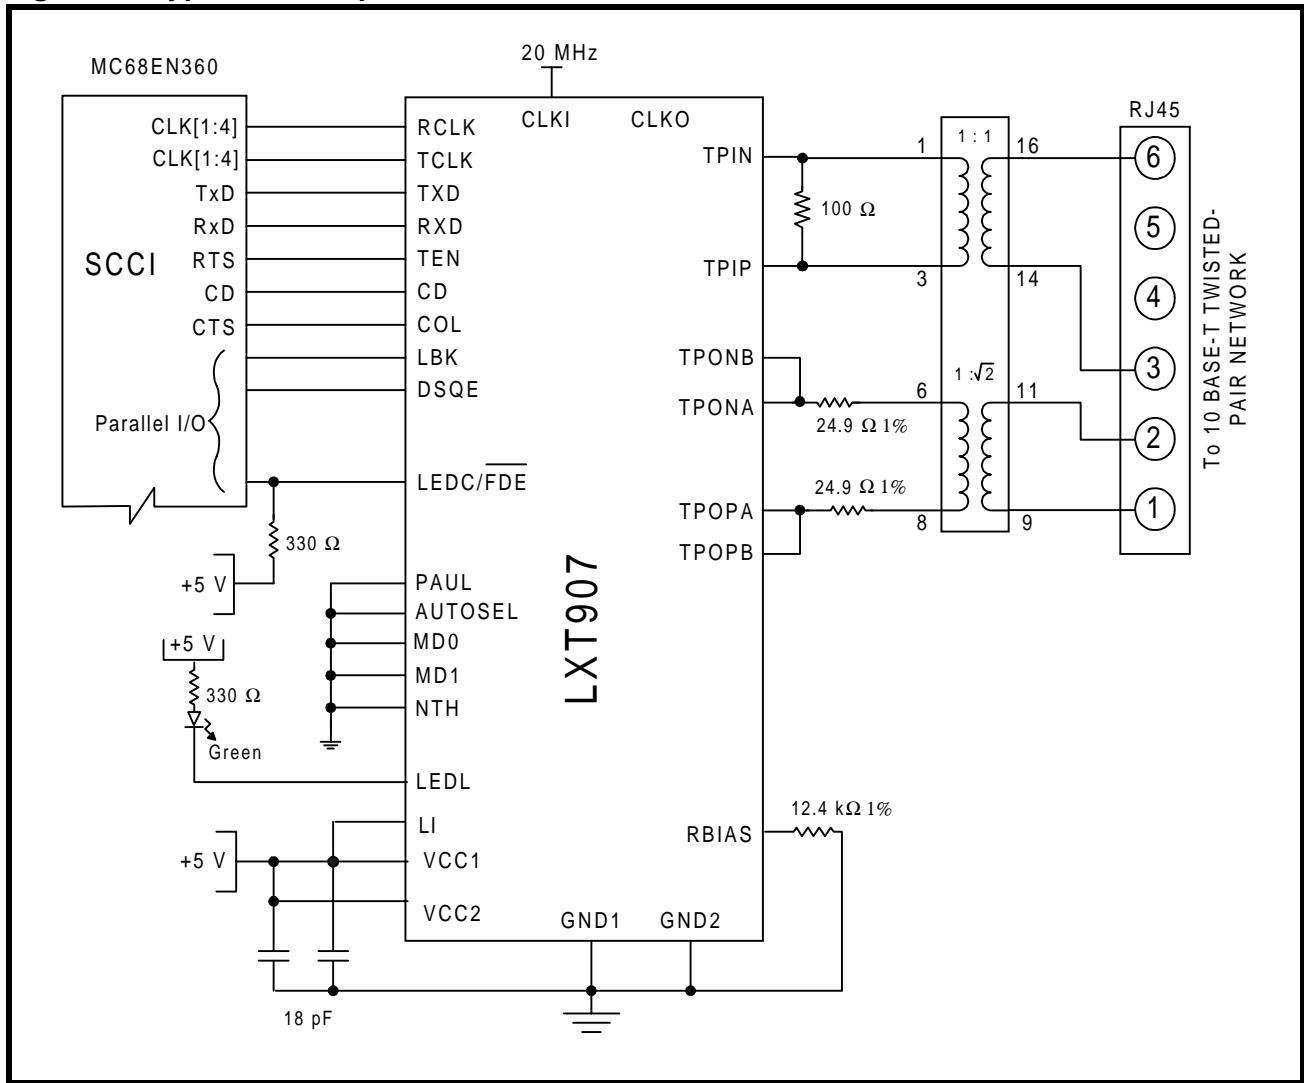 MC68EN360
20 MHz
CLKI
CLKO
RJ45
CLK[1:4]
CLK[1:4]
TxD
RxD
RTS
CD
CTS
SCCI
Parallel I/O
RCLK
TCLK
TXD
RXD
TEN
CD
COL
LBK
DSQE
LEDC/FDE
330 Ω
+5 V
PAUL
AUTOSEL
MD0
MD1
NTH
+5 V
330 Ω
Green
LEDL
LI
+5 V
VCC1
VCC2
18 pF
LXT907
GND1
GND2
TPIN
TPIP
TPONB
TPONA
TPOPA
TPOPB
RBIAS
12.4 kΩ 1%
100 Ω
24.9 Ω 1%
24.9 Ω 1%
1 : 1
1
16
3
14
1 :√2
6
11
8
9
6
5
4
3
2
1
To 10 BASE-T TWISTED-
PAIR NETWORK